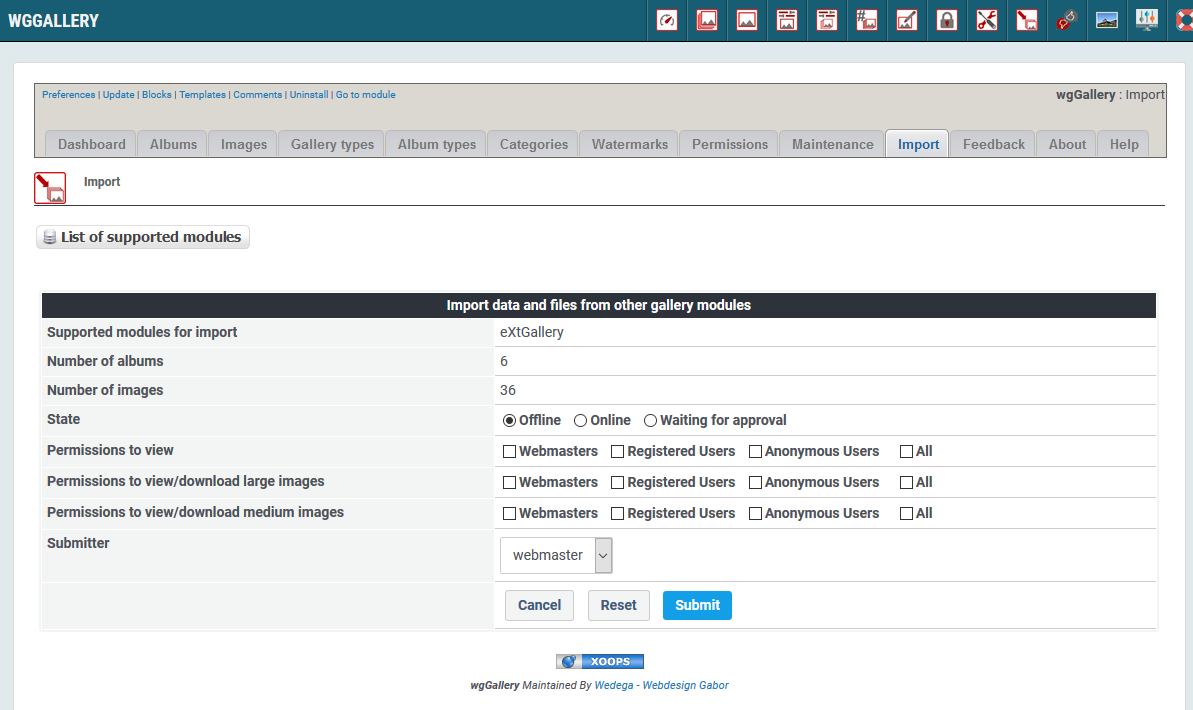 WGGALLERY
Preferences | Update | Blocks | Templates | Comments | Uninstall | Go to module
wgGallery : Import
Dashboard Albums Images Gallery types Album types Categories Watermarks Permissions Maintenance Import Feedback About Help
Import
List of supported modules
Import data and files from other gallery modules
Supported modules for import eXtGallery
Number of albums 6
Number of images 36
State Offline Online Waiting for approval
Permissions to view Webmasters Registered Users Anonymous Users All
Permissions to view/download large images Webmasters Registered Users Anonymous Users All
Permissions to view/download medium images Webmasters Registered Users Anonymous Users All
Submitter webmaster
Cancel Reset Submit
XOOPS
wgGallery Maintained By Wedega - Webdesign Gabor